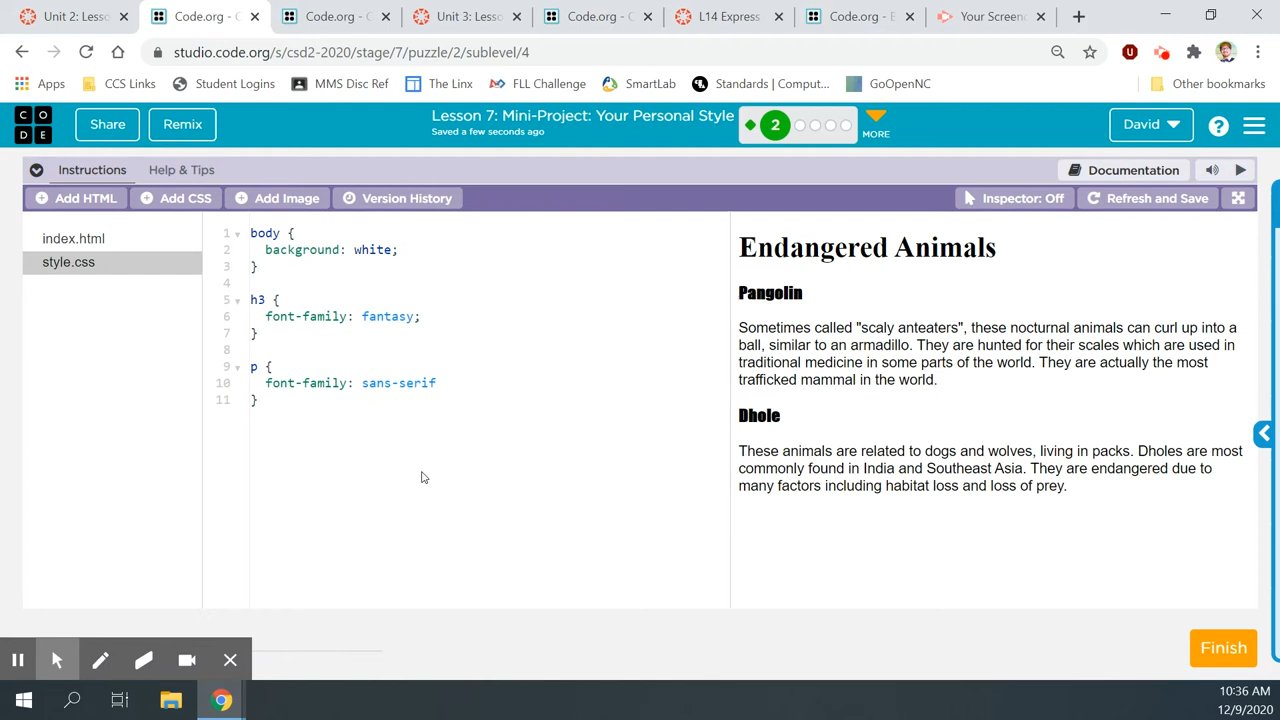 Unit 2: Lesso
Code.org - C
Code.org - C
Unit 3: Lesso
Code.org - C
L14 Express
Code.org - E
Your Screen
studio.code.org/s/csd2-2020/stage/7/puzzle/2/sublevel/4
Apps
CCS Links
Student Logins
MMS Disc Ref
The Linx
FLL Challenge
SmartLab
Standards | Comput...
GoOpenNC
Other bookmarks
C O
D E
Share
Remix
Lesson 7: Mini-Project: Your Personal Style
Saved a few seconds ago
2
MORE
David
Instructions
Help & Tips
Documentation
Add HTML
Add CSS
Add Image
Version History
Inspector: Off
Refresh and Save
index.html
style.css
1 body {
2 background: white;
3 }
4
5 h3 {
6 font-family: fantasy;
7 }
8
9 p {
10 font-family: sans-serif
11 }
Endangered Animals
Pangolin
Sometimes called "scaly anteaters", these nocturnal animals can curl up into a
ball, similar to an armadillo. They are hunted for their scales which are used in
traditional medicine in some parts of the world. They are actually the most
trafficked mammal in the world.
Dhole
These animals are related to dogs and wolves, living in packs. Dholes are most
commonly found in India and Southeast Asia. They are endangered due to
many factors including habitat loss and loss of prey.
Finish
10:36 AM
12/9/2020